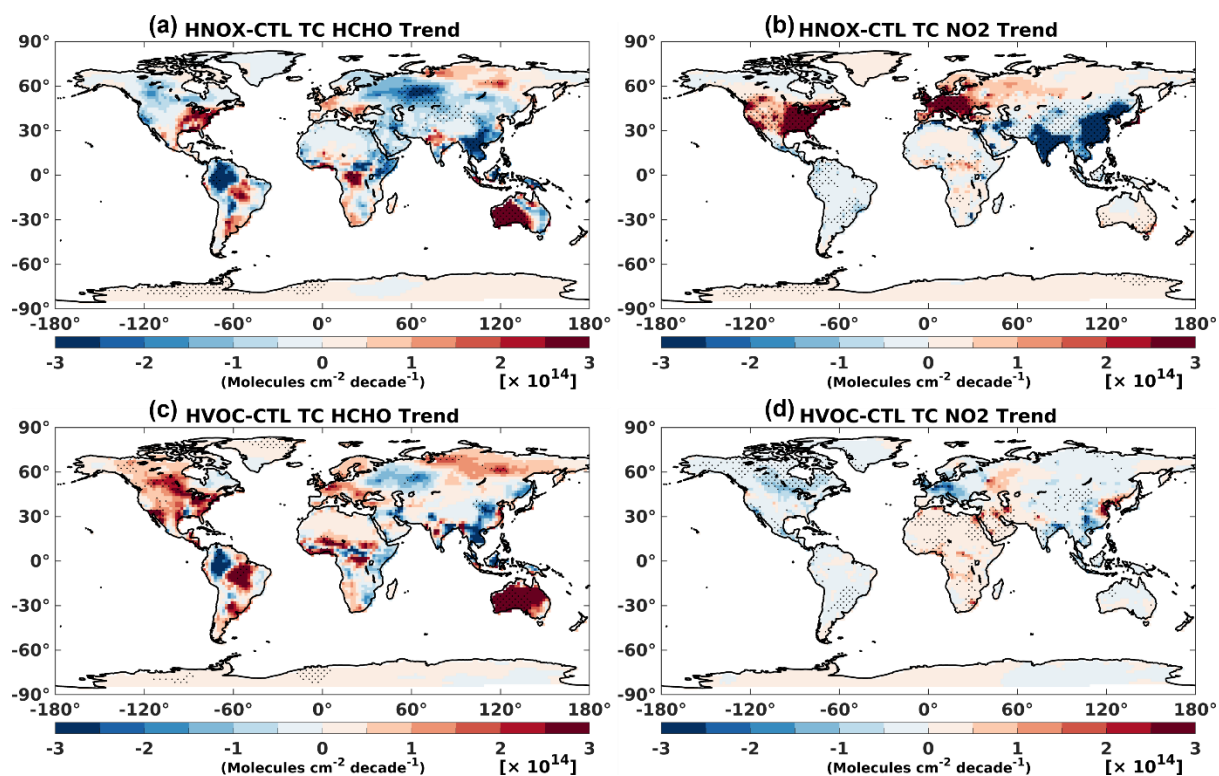 (a) HNOX-CTL TC HCHO Trend
90°
60°
30°
0°
-30°
-60°
-90°
-180° -120° -60° 0° 60° 120° 180°
-3 -2 -1 0 1 2 3
(Molecules cm⁻² decade⁻¹) [× 10¹⁴]
(b) HNOX-CTL TC NO2 Trend
90°
60°
30°
0°
-30°
-60°
-90°
-180° -120° -60° 0° 60° 120° 180°
-3 -2 -1 0 1 2 3
(Molecules cm⁻² decade⁻¹) [× 10¹⁴]
(c) HVOC-CTL TC HCHO Trend
90°
60°
30°
0°
-30°
-60°
-90°
-180° -120° -60° 0° 60° 120° 180°
-3 -2 -1 0 1 2 3
(Molecules cm⁻² decade⁻¹) [× 10¹⁴]
(d) HVOC-CTL TC NO2 Trend
90°
60°
30°
0°
-30°
-60°
-90°
-180° -120° -60° 0° 60° 120° 180°
-3 -2 -1 0 1 2 3
(Molecules cm⁻² decade⁻¹) [× 10¹⁴]